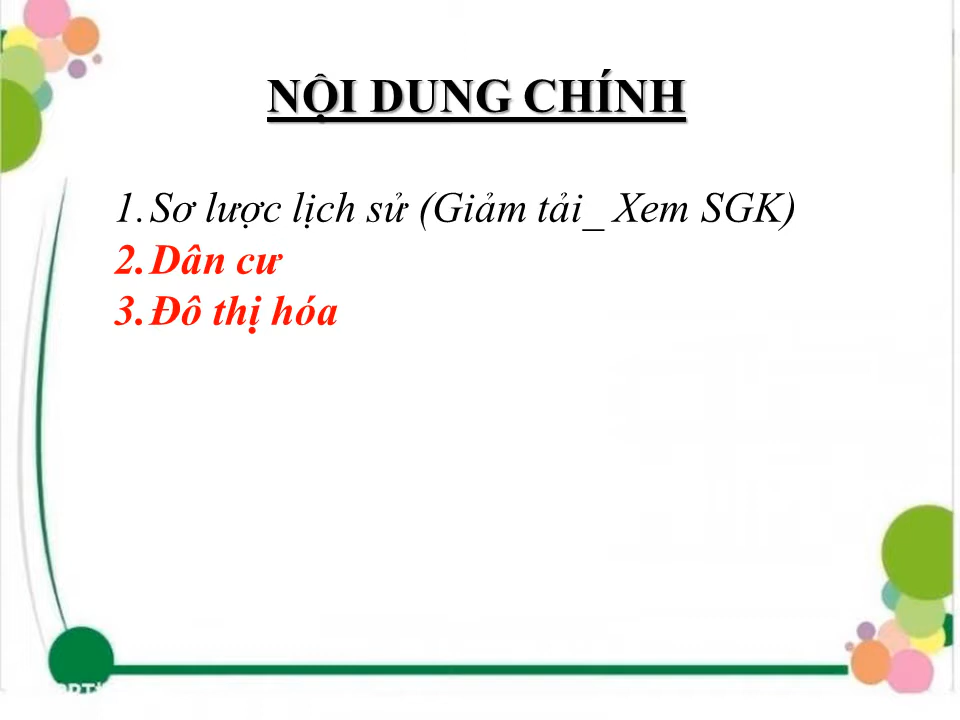 NỘI DUNG CHÍNH
1. Sơ lược lịch sử (Giảm tải_ Xem SGK)
2. Dân cư
3. Đô thị hóa